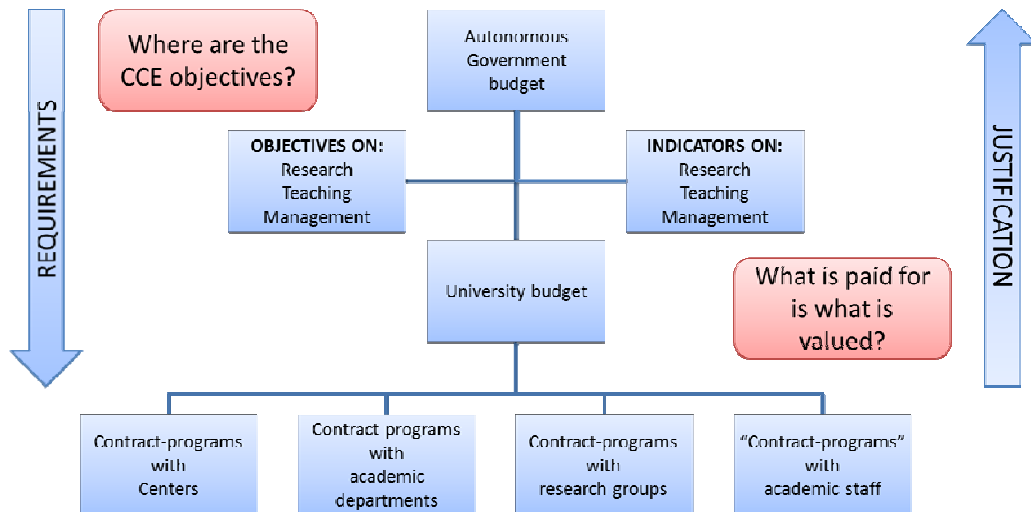 Where are the
CCE objectives?
Autonomous
Government
budget
REQUIREMENTS
JUSTIFICATION
OBJECTIVES ON:
Research
Teaching
Management
INDICATORS ON:
Research
Teaching
Management
University budget
What is paid for
is what is
valued?
Contract-programs
with
Centers
Contract programs
with
academic
departments
Contract-programs
with
research groups
“Contract-programs”
with
academic staff